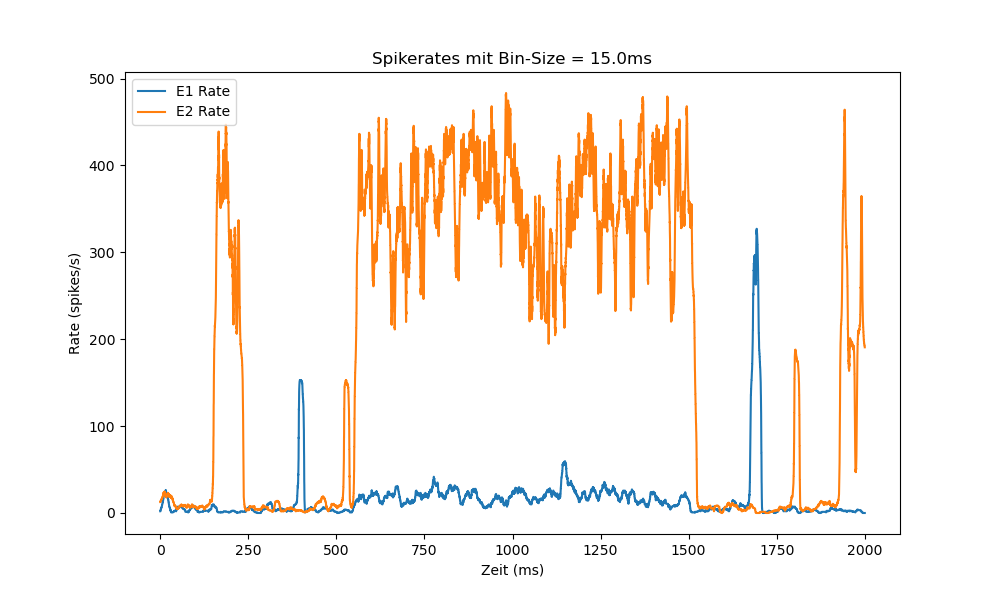 Spikerates mit Bin-Size = 15.0ms
E1 Rate
E2 Rate
500
400
300
200
100
0
Rate (spikes/s)
0 250 500 750 1000 1250 1500 1750 2000
Zeit (ms)